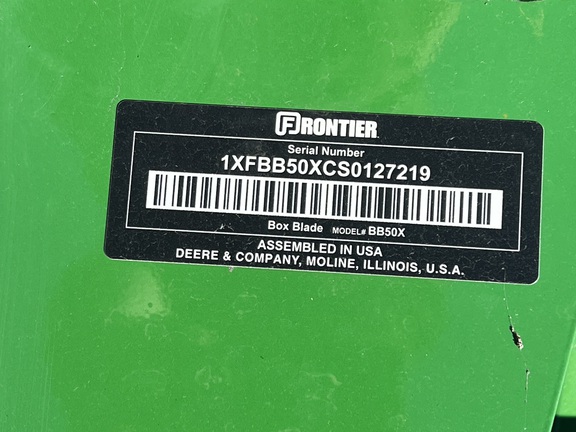 FRONTIER
Serial Number
1XFBB50XCS0127219
Box Blade MODEL# BB50X
ASSEMBLED IN USA
DEERE & COMPANY, MOLINE, ILLINOIS, U.S.A.